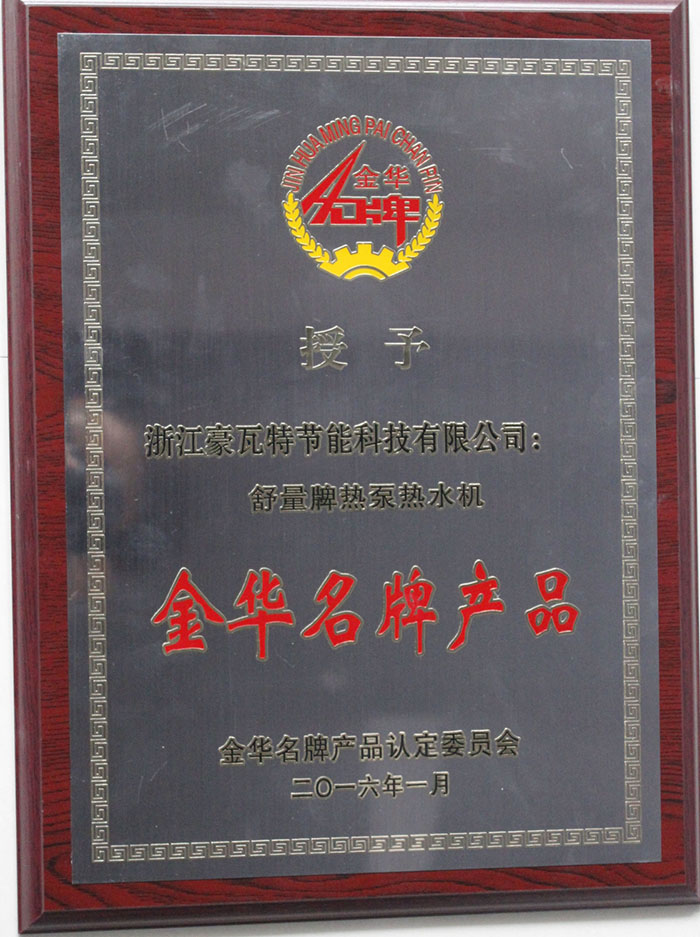 JIN HUA MING PAI CHAN PIN
金华
名牌
授予
浙江豪瓦特节能科技有限公司：
舒量牌热泵热水机
金华名牌产品
金华名牌产品认定委员会
二〇一六年一月